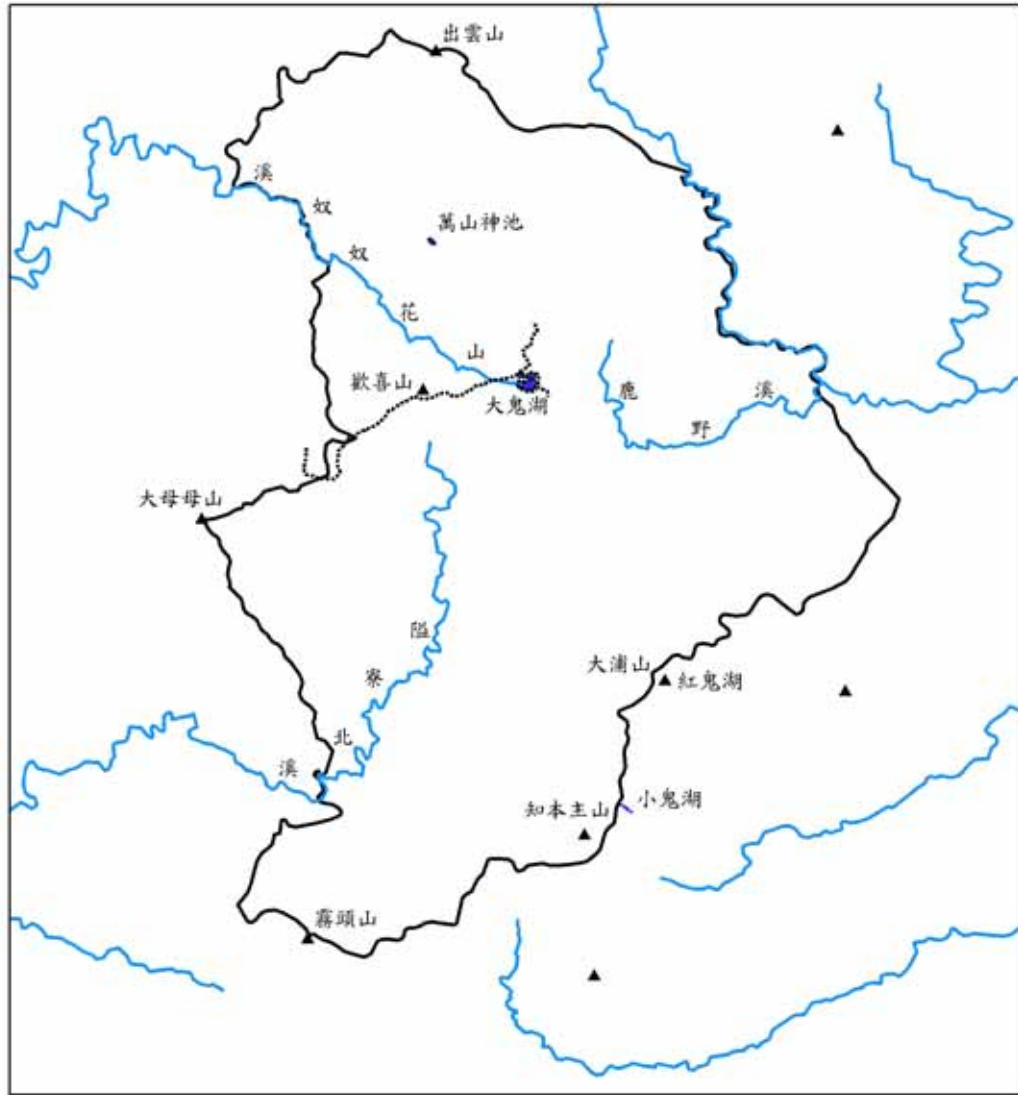 出雲山
溪奴奴花山
萬山神池
歡喜山
大鬼湖
鹿野溪
大母母山
隘寮北溪
大浦山
紅鬼湖
知本主山
小鬼湖
霧頭山